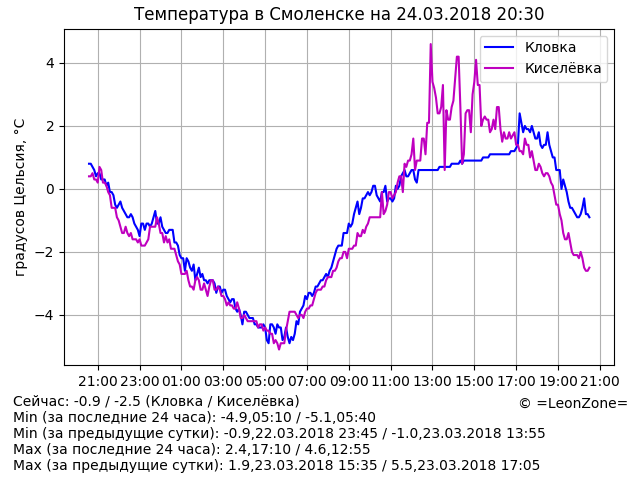 Температура в Смоленске на 24.03.2018 20:30
Кловка
Киселёвка
градусов Цельсия, °C
4
2
0
−2
−4
21:00 23:00 01:00 03:00 05:00 07:00 09:00 11:00 13:00 15:00 17:00 19:00 21:00
Сейчас: -0.9 / -2.5 (Кловка / Киселёвка)
© =LeonZone=
Min (за последние 24 часа): -4.9,05:10 / -5.1,05:40
Min (за предыдущие сутки): -0.9,22.03.2018 23:45 / -1.0,23.03.2018 13:55
Max (за последние 24 часа): 2.4,17:10 / 4.6,12:55
Max (за предыдущие сутки): 1.9,23.03.2018 15:35 / 5.5,23.03.2018 17:05